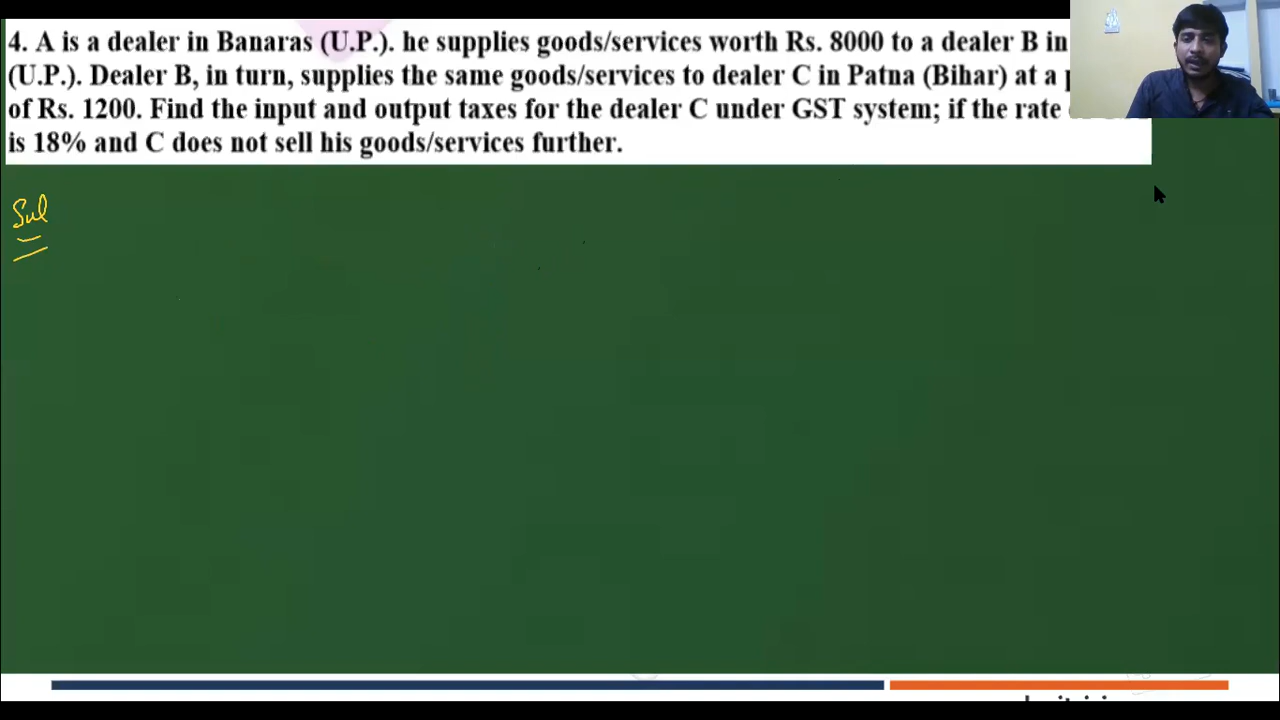 4. A is a dealer in Banaras (U.P.). he supplies goods/services worth Rs. 8000 to a dealer B in
(U.P.). Dealer B, in turn, supplies the same goods/services to dealer C in Patna (Bihar) at a
of Rs. 1200. Find the input and output taxes for the dealer C under GST system; if the rate
is 18% and C does not sell his goods/services further.
Sol